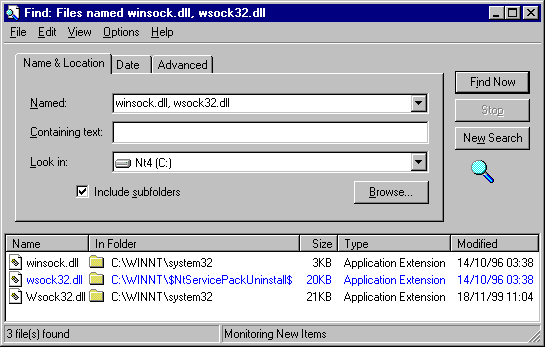 Find: Files named winsock.dll, wsock32.dll
File Edit View Options Help
Name & Location Date Advanced
Named: winsock.dll, wsock32.dll
Containing text:
Look in: Nt4 (C:)
Include subfolders
Browse...
Find Now
Stop
New Search
Name In Folder Size Type Modified
winsock.dll C:\WINNT\system32 3KB Application Extension 14/10/96 03:38
wsock32.dll C:\WINNT\$NtServicePackUninstall$ 20KB Application Extension 14/10/96 03:38
Wsock32.dll C:\WINNT\system32 21KB Application Extension 18/11/99 11:04
3 file(s) found Monitoring New Items